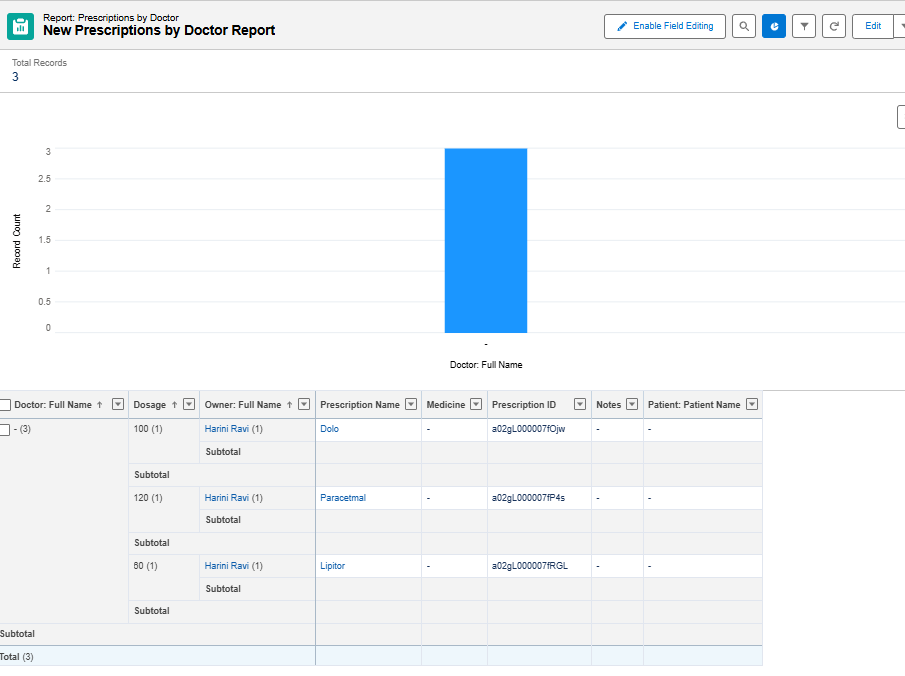 Report: Prescriptions by Doctor
New Prescriptions by Doctor Report
Enable Field Editing
Edit
Total Records
3
3
2.5
2
1.5
1
0.5
0
Record Count
-
Doctor: Full Name
Doctor: Full Name ↑ Dosage ↑ Owner: Full Name ↑ Prescription Name Medicine Prescription ID Notes Patient: Patient Name
- (3) 100 (1) Harini Ravi (1) Dolo - a02gL000007fOjw - -
Subtotal
Subtotal
120 (1) Harini Ravi (1) Paracetmal - a02gL000007fP4s - -
Subtotal
Subtotal
60 (1) Harini Ravi (1) Lipitor - a02gL000007fRGL - -
Subtotal
Subtotal
Subtotal
Total (3)